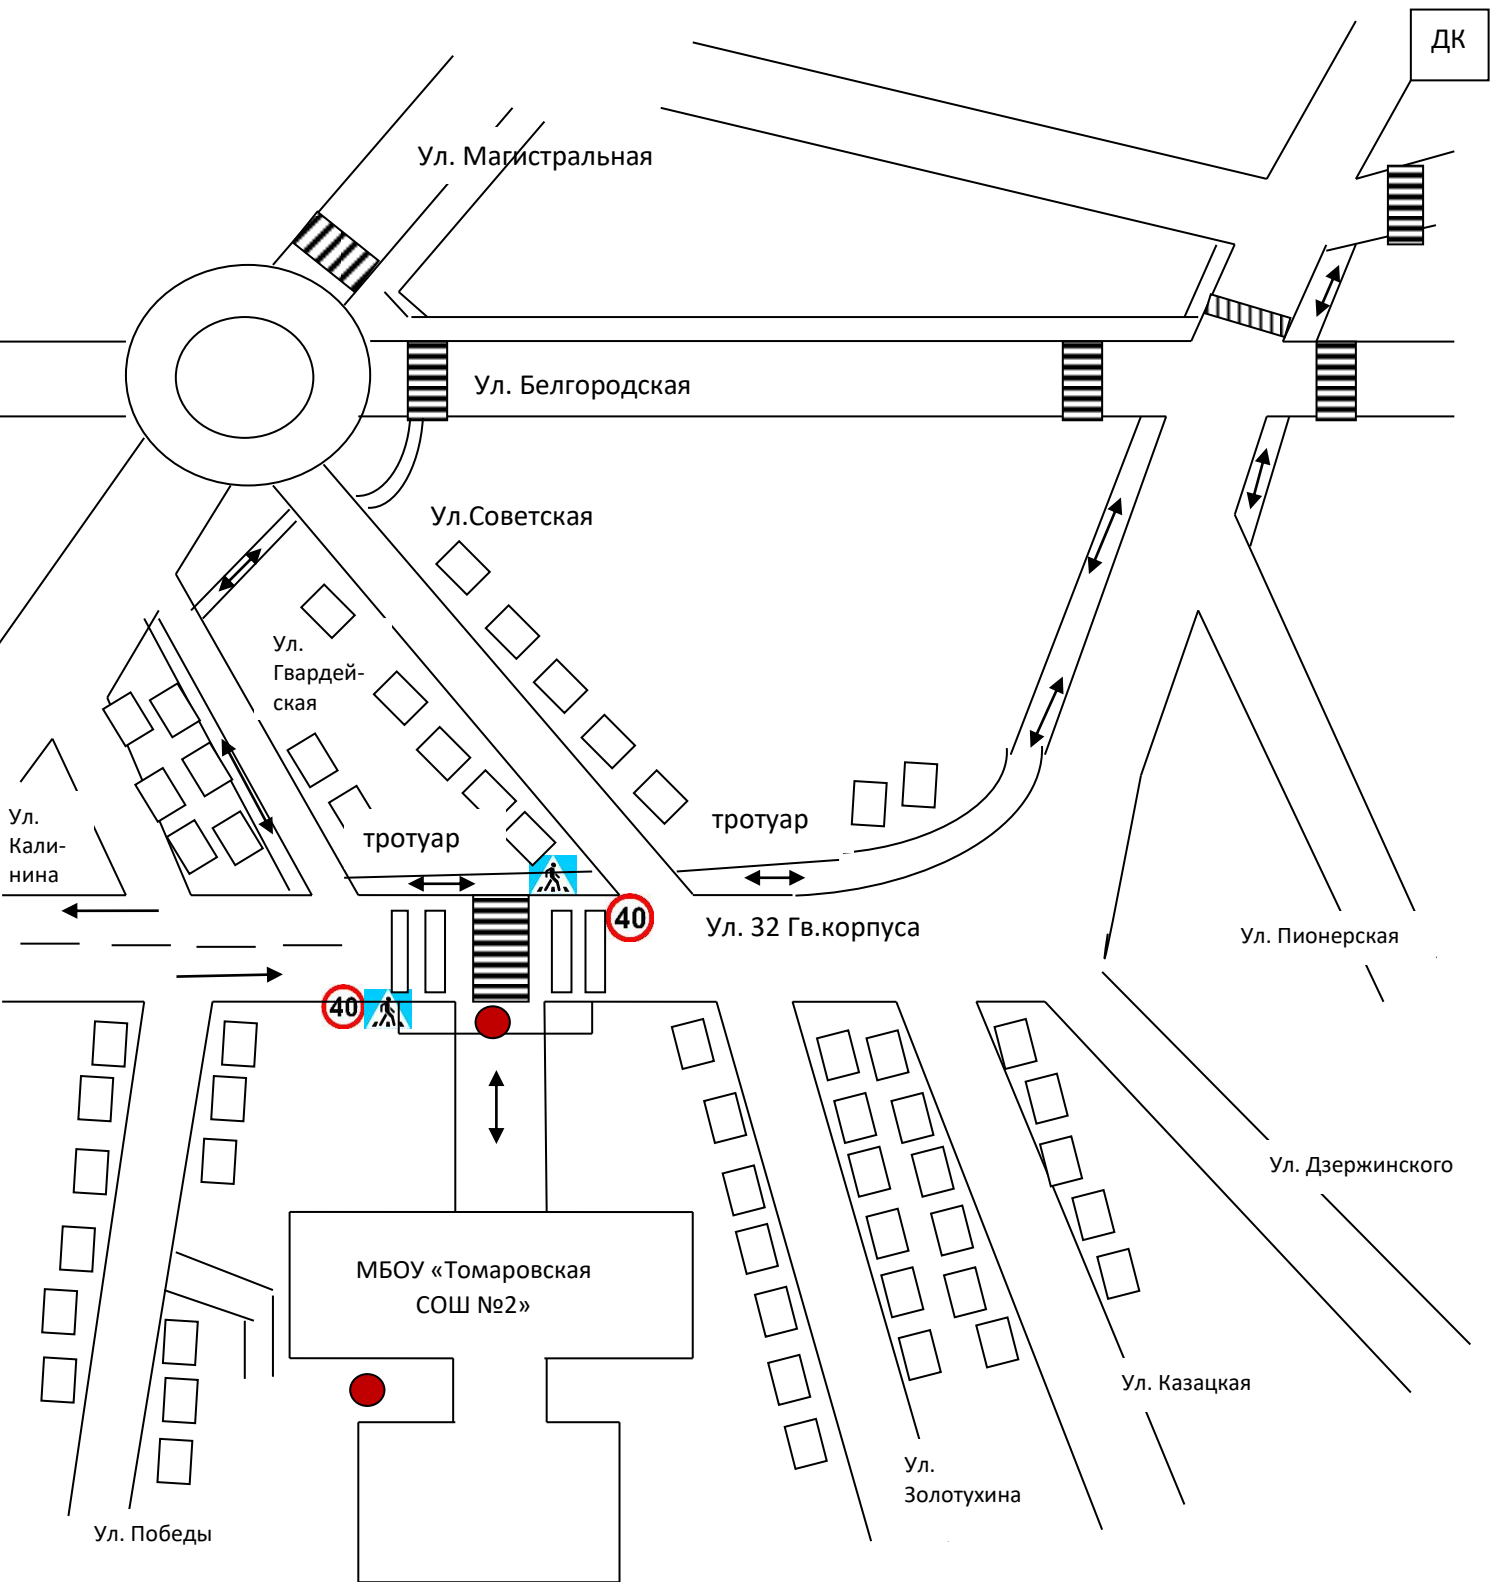 ДК
Ул. Магистральная
Ул. Белгородская
Ул.Советская
Ул.
Гвардей-
ская
Ул.
Кали-
нина
тротуар
тротуар
40
Ул. 32 Гв.корпуса
Ул. Пионерская
40
Ул. Дзержинского
МБОУ «Томаровская
СОШ №2»
Ул. Казацкая
Ул.
Золотухина
Ул. Победы